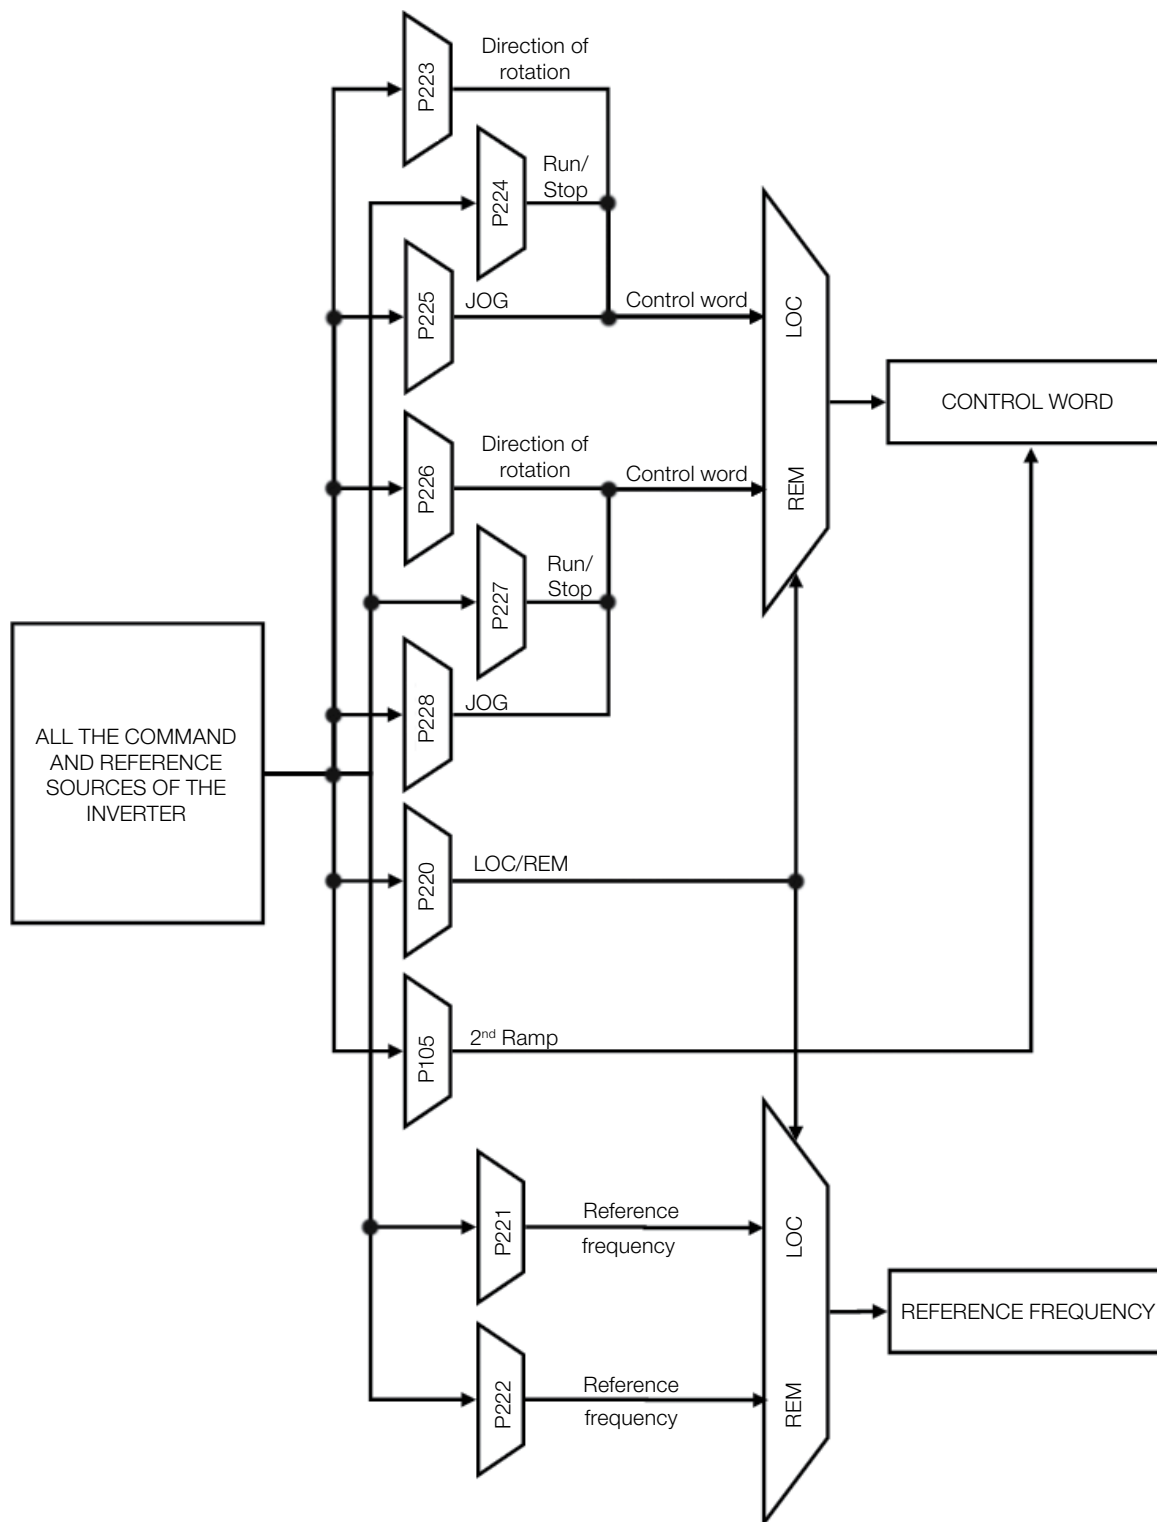 P223
Direction of
rotation
P224
Run/
Stop
P225
JOG
Control word
LOC
REM
CONTROL WORD
P226
Direction of
rotation
Control word
P227
Run/
Stop
P228
JOG
ALL THE COMMAND
AND REFERENCE
SOURCES OF THE
INVERTER
P220
LOC/REM
P105
2nd Ramp
P221
Reference
frequency
LOC
REM
REFERENCE FREQUENCY
P222
Reference
frequency